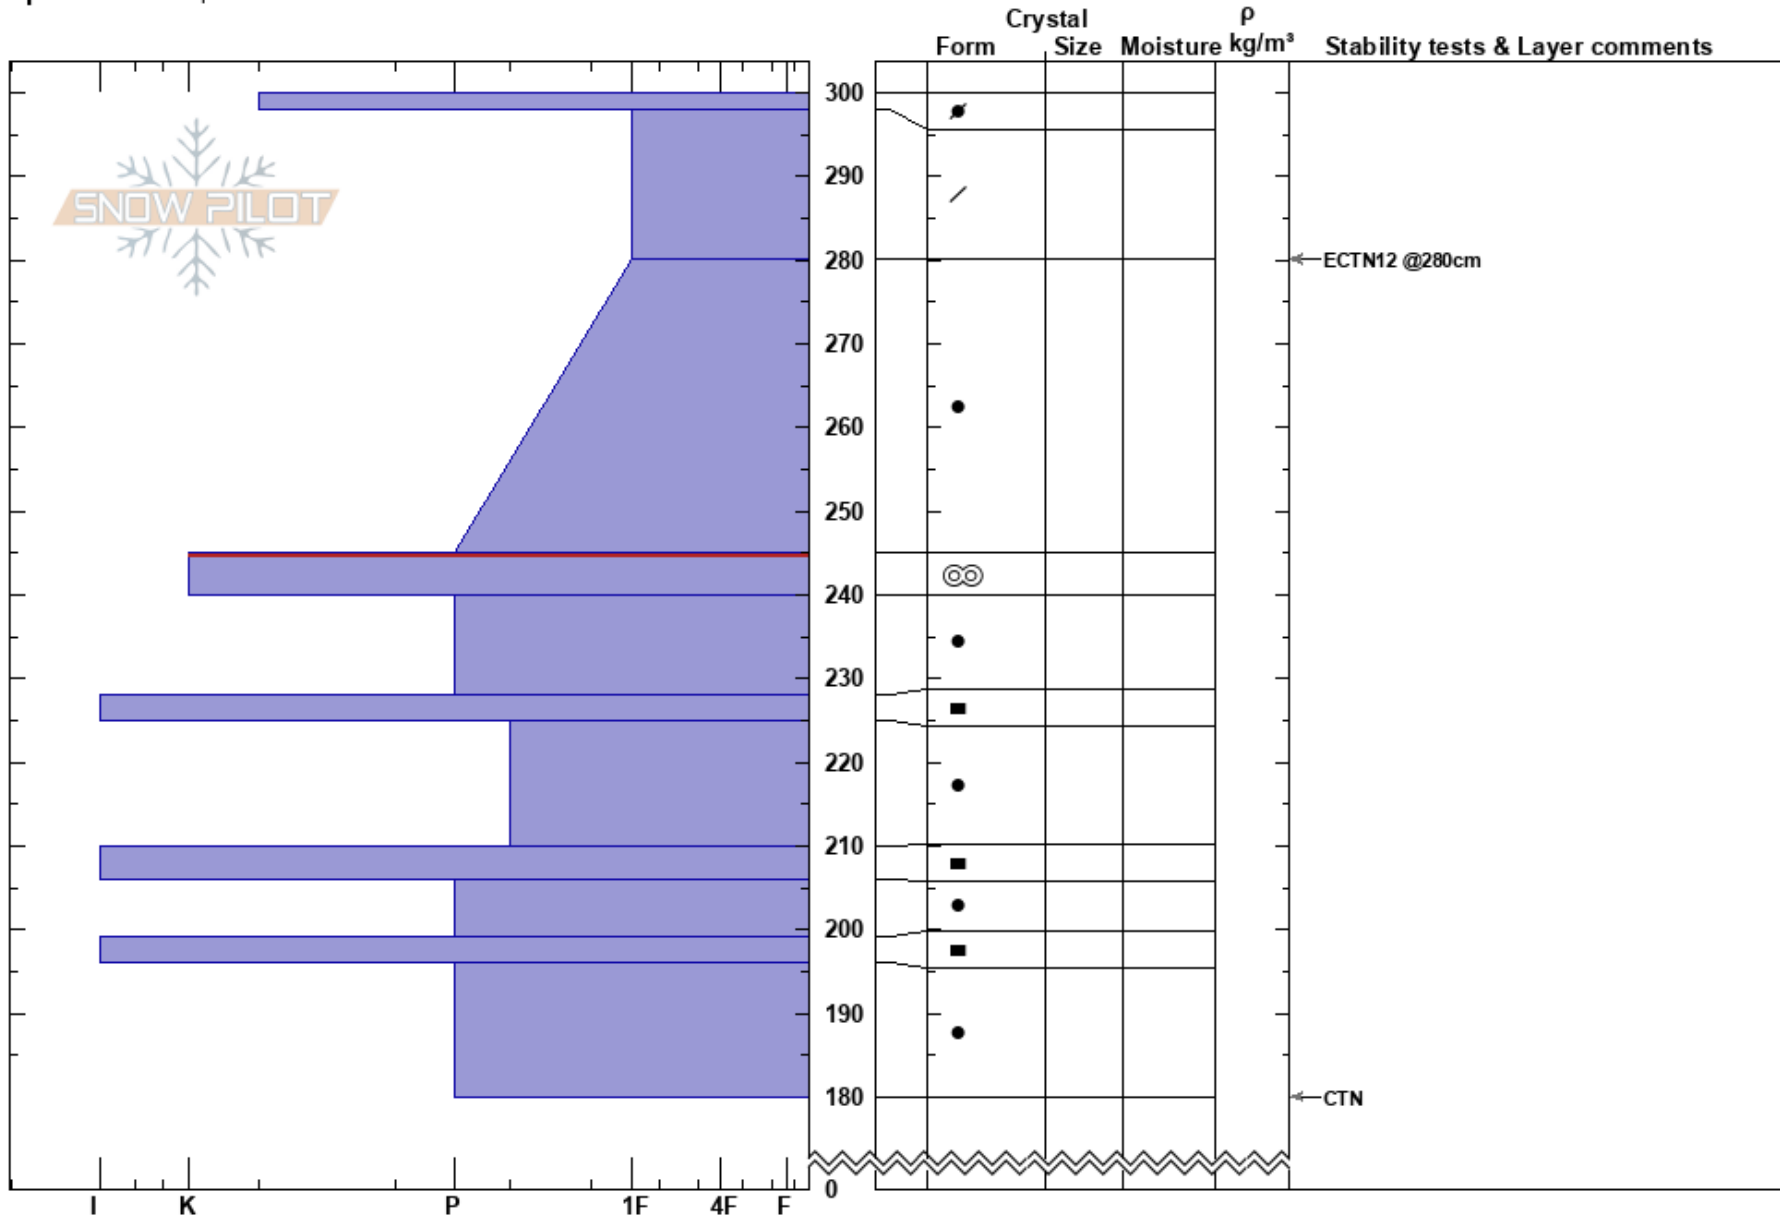 Crystal
ρ
Form Size Moisture kg/m³ Stability tests & Layer comments
300
SNOW PILOT
290
280 ECTN12 @280cm
270
260
250
240
230
220
210
200
190
180 CTN
0
I K P 1F 4F F